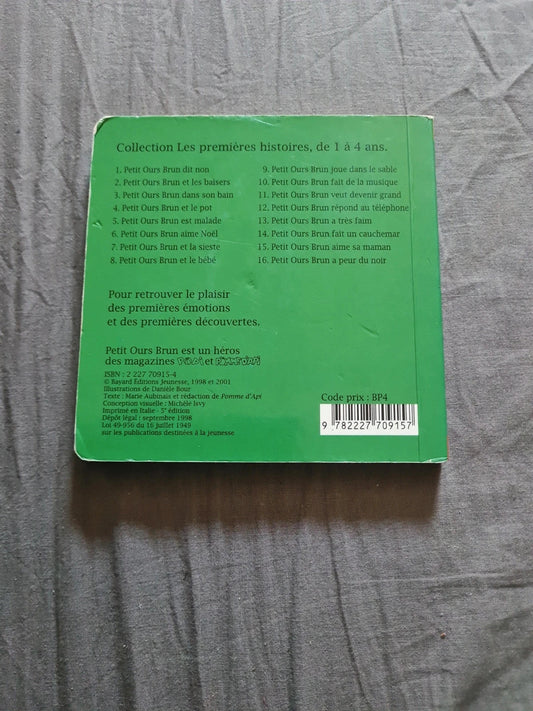 Collection Les premières histoires, de 1 à 4 ans.
1. Petit Ours Brun dit non
2. Petit Ours Brun et les baisers
3. Petit Ours Brun dans son bain
4. Petit Ours Brun et le pot
5. Petit Ours Brun est malade
6. Petit Ours Brun aime Noël
7. Petit Ours Brun et la sieste
8. Petit Ours Brun et le bébé
9. Petit Ours Brun joue dans le sable
10. Petit Ours Brun fait de la musique
11. Petit Ours Brun veut devenir grand
12. Petit Ours Brun répond au téléphone
13. Petit Ours Brun a très faim
14. Petit Ours Brun fait un cauchemar
15. Petit Ours Brun aime sa maman
16. Petit Ours Brun a peur du noir
Pour retrouver le plaisir
des premières émotions
et des premières découvertes.
Petit Ours Brun est un héros
des magazines Popi et POMME D'API
ISBN : 2 227 70915-4
© Bayard Éditions Jeunesse, 1998 et 2001
Illustrations de Danièle Bour
Texte : Marie Aubinais et rédaction de Pomme d'Api
Conception visuelle : Michèle Isvy
Imprimé en Italie - 5e édition
Dépôt légal : septembre 1998
Loi 49-956 du 16 juillet 1949
sur les publications destinées à la jeunesse
Code prix : BP4
9 782227 709157